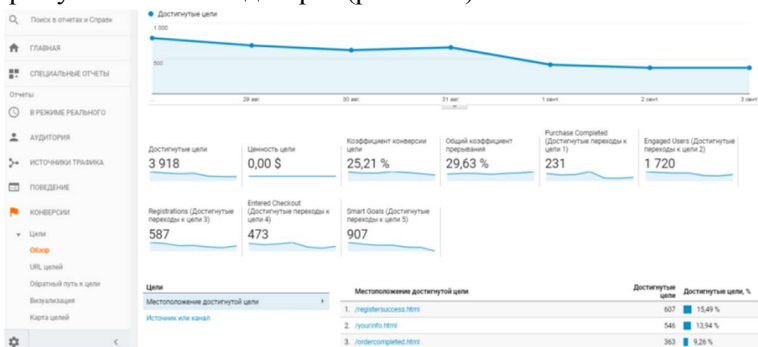 Поиск в отчетах и Справк
ГЛАВНАЯ
СПЕЦИАЛЬНЫЕ ОТЧЕТЫ
Отчеты
В РЕЖИМЕ РЕАЛЬНОГО
АУДИТОРИЯ
ИСТОЧНИКИ ТРАФИКА
ПОВЕДЕНИЕ
КОНВЕРСИИ
Цели
Обзор
URL целей
Обратный путь к цели
Визуализация
Карта целей
Достигнутые цели
1 000
500
...
29 авг.
30 авг.
31 авг.
1 сент.
2 сент.
3 сент.
Достигнутые цели
3 918
Ценность цели
0,00 $
Коэффициент конверсии
цели
25,21 %
Общий коэффициент
прерывания
29,63 %
Purchase Completed
(Достигнутые переходы к
цели 1)
231
Engaged Users (Достигнутые
переходы к цели 2)
1 720
Registrations (Достигнутые
переходы к цели 3)
587
Entered Checkout
(Достигнутые переходы к
цели 4)
473
Smart Goals (Достигнутые
переходы к цели 5)
907
Цели
Местоположение достигнутой цели
Источник или канал
Местоположение достигнутой цели
Достигнутые
цели
Достигнутые цели, %
1. /registersuccess.html 607 15,49 %
2. /yourinfo.html 546 13,94 %
3. /ordercompleted.html 363 9,26 %